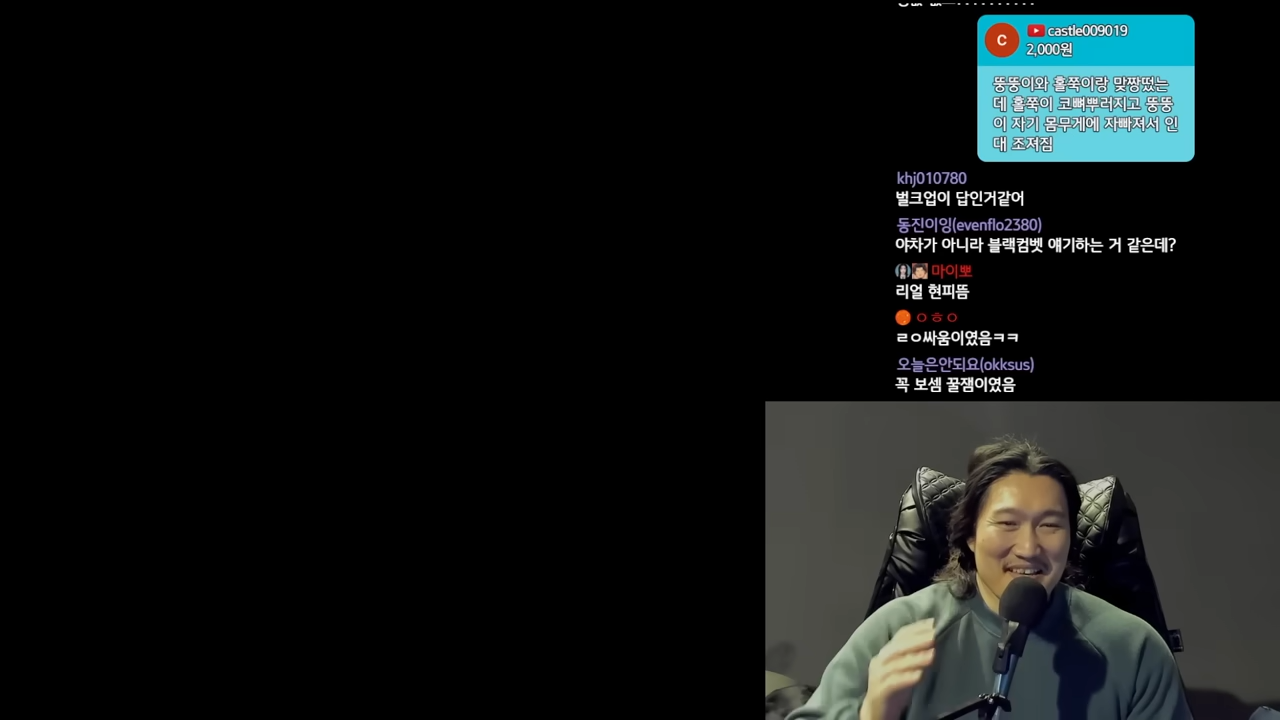 C
castle009019
2,000원
뚱뚱이와 홀쭉이랑 맞짱떴는
데 홀쭉이 코뼈뿌러지고 뚱뚱
이 자기 몸무게에 자빠져서 인
대 조져짐
khj010780
벌크업이 답인거같어
동진이잉(evenflo2380)
야차가 아니라 블랙컴벳 얘기하는 거 같은데?
마이뽀
리얼 현피뜸
ㅇㅎㅇ
ㄹㅇ싸움이였음ㅋㅋ
오늘은안되요(okksus)
꼭 보셈 꿀잼이였음